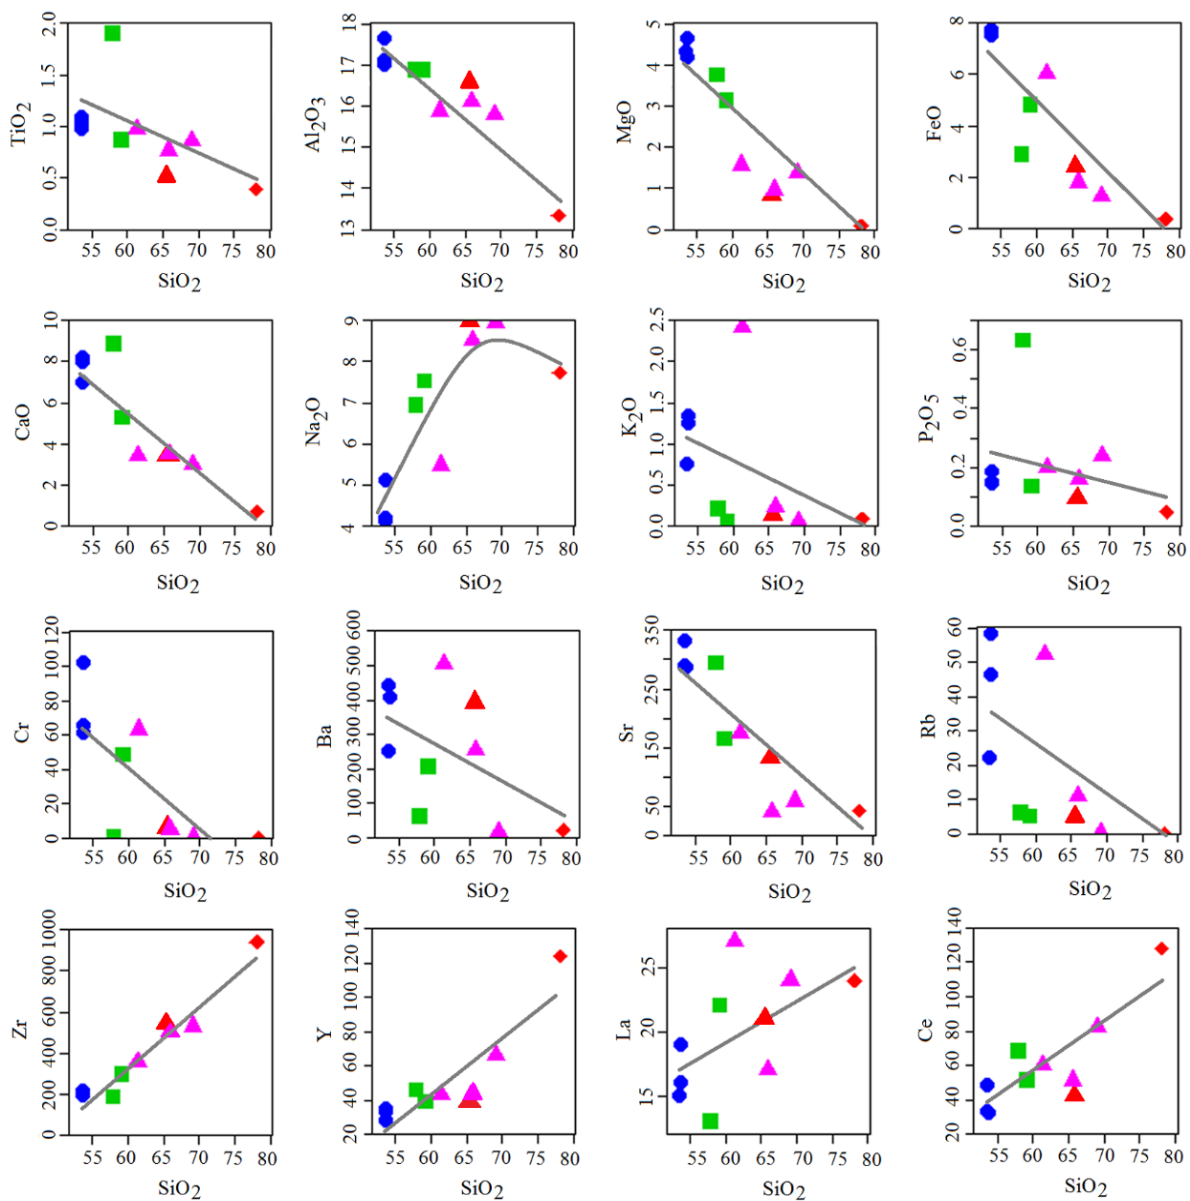 TiO2 0.0 0.5 1.0 1.5 2.0
55 60 65 70 75 80
SiO2
Al2O3 13 14 15 16 17 18
55 60 65 70 75 80
SiO2
MgO 0 1 2 3 4 5
55 60 65 70 75 80
SiO2
FeO 0 2 4 6 8
55 60 65 70 75 80
SiO2
CaO 0 2 4 6 8 10
55 60 65 70 75 80
SiO2
Na2O 4 5 6 7 8 9
55 60 65 70 75 80
SiO2
K2O 0.0 0.5 1.0 1.5 2.0 2.5
55 60 65 70 75 80
SiO2
P2O5 0.0 0.2 0.4 0.6
55 60 65 70 75 80
SiO2
Cr 0 20 40 60 80 100 120
55 60 65 70 75 80
SiO2
Ba 0 100 200 300 400 500 600
55 60 65 70 75 80
SiO2
Sr 0 50 150 250 350
55 60 65 70 75 80
SiO2
Rb 0 10 20 30 40 50 60
55 60 65 70 75 80
SiO2
Zr 0 200 400 600 800 1000
55 60 65 70 75 80
SiO2
Y 20 40 60 80 100 120 140
55 60 65 70 75 80
SiO2
La 15 20 25
55 60 65 70 75 80
SiO2
Ce 20 40 60 80 100 120 140
55 60 65 70 75 80
SiO2